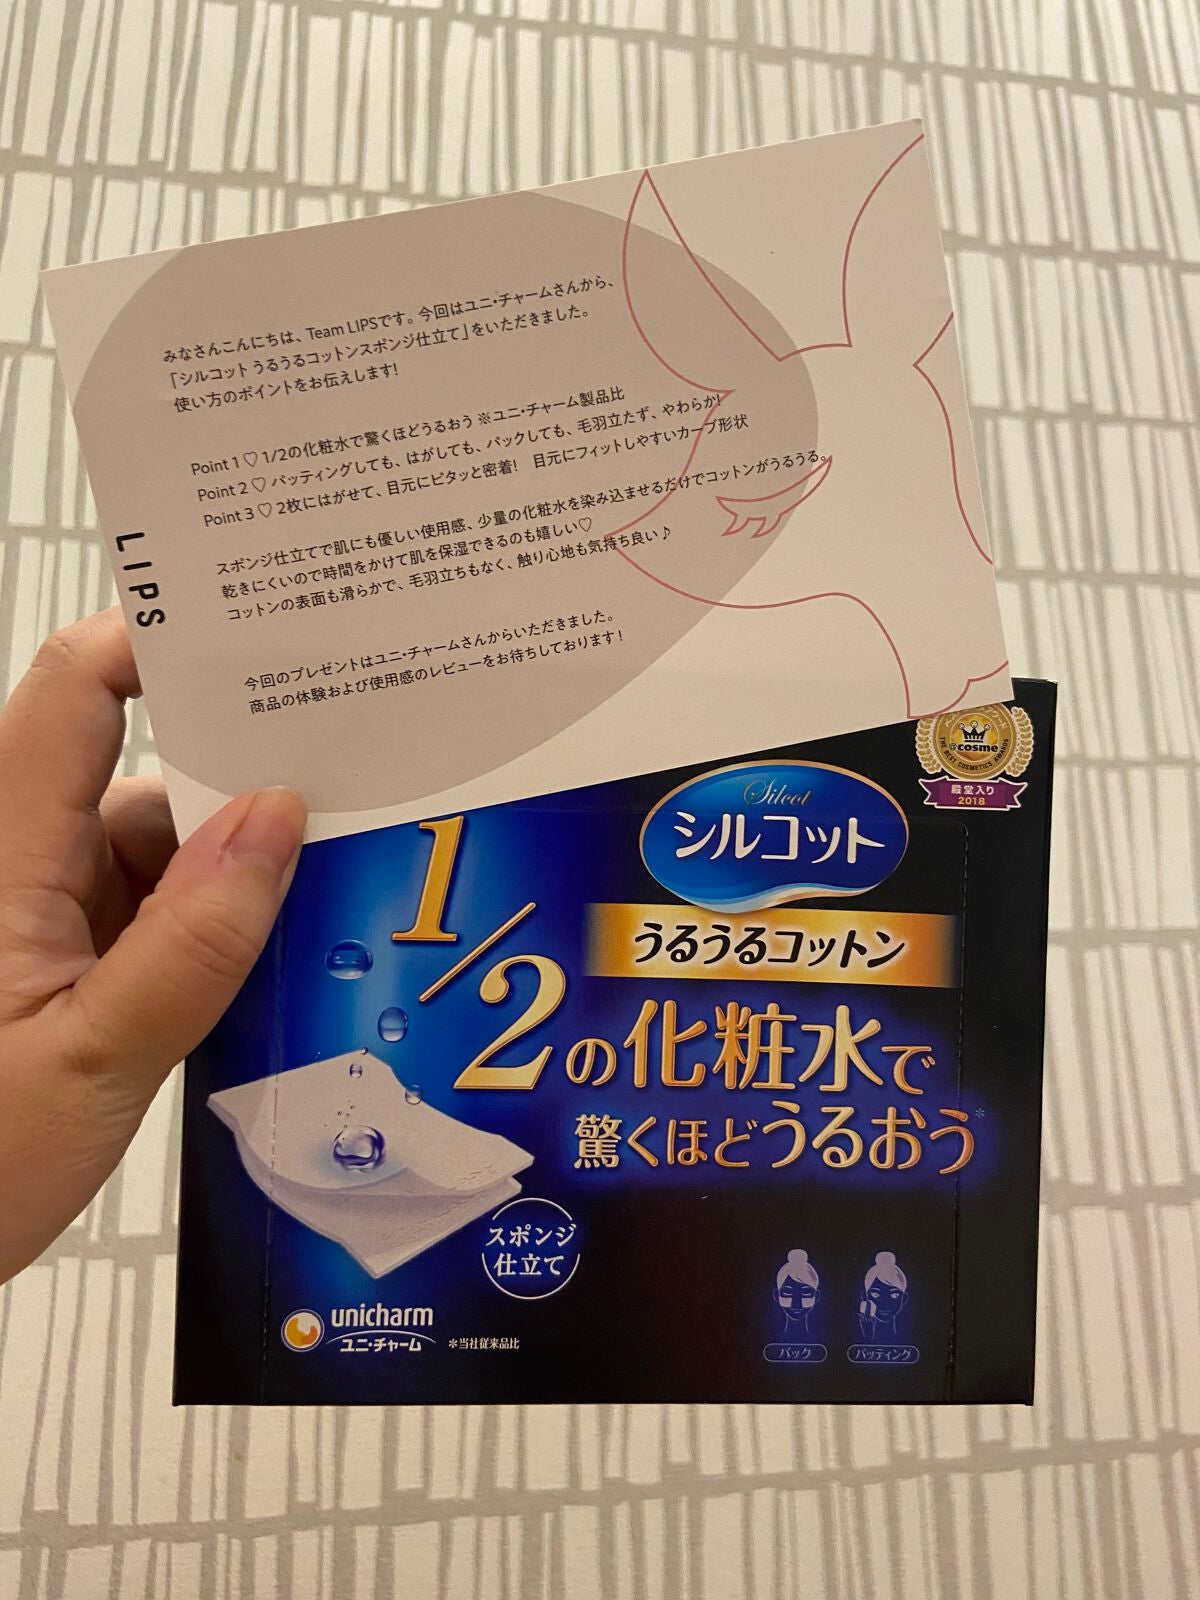 みなさんこんにちは、Team LIPSです。今回はユニ・チャームさんから、
「シルコット うるうるコットンスポンジ仕立て」をいただきました。
使い方のポイントをお伝えします!
Point 1 ♡ 1/2の化粧水で驚くほどうるおう ※ユニ・チャーム製品比
Point 2 ♡ パッティングしても、はがしても、パックしても、毛羽立たず、やわらか!
Point 3 ♡ 2枚にはがせて、目元にピタッと密着! 目元にフィットしやすいカーブ形状
スポンジ仕立てで肌にも優しい使用感、少量の化粧水を染み込ませるだけでコットンがうるうる。
乾きにくいので時間をかけて肌を保湿できるのも嬉しい♡
コットンの表面も滑らかで、毛羽立ちもなく、触り心地も気持ち良い♪
今回のプレゼントはユニ・チャームさんからいただきました。
商品の体験および使用感のレビューをお待ちしております!
LIPS
@cosme
THE BEST COSMETICS AWARDS
殿堂入り
2018
Silcot
シルコット
うるうるコットン
1/2の化粧水で
驚くほどうるおう*
スポンジ
仕立て
unicharm
ユニ・チャーム
*当社従来品比
パック
パッティング